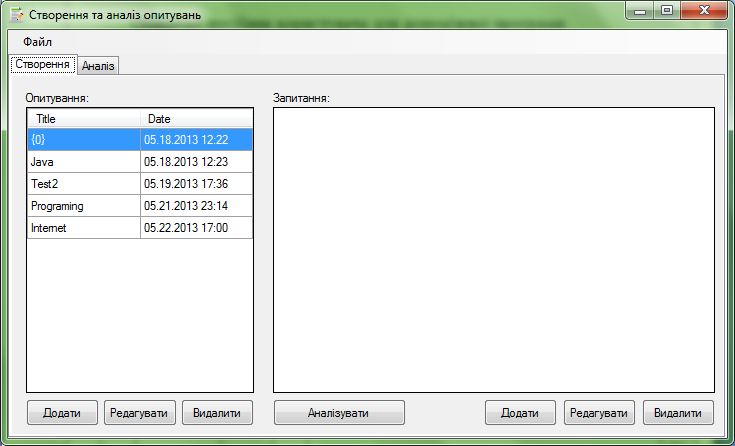 Створення та аналіз опитувань
Файл
Створення Аналіз
Опитування: Запитання:
Title Date
{0} 05.18.2013 12:22
Java 05.18.2013 12:23
Test2 05.19.2013 17:36
Programing 05.21.2013 23:14
Internet 05.22.2013 17:00
Додати Редагувати Видалити Аналізувати Додати Редагувати Видалити